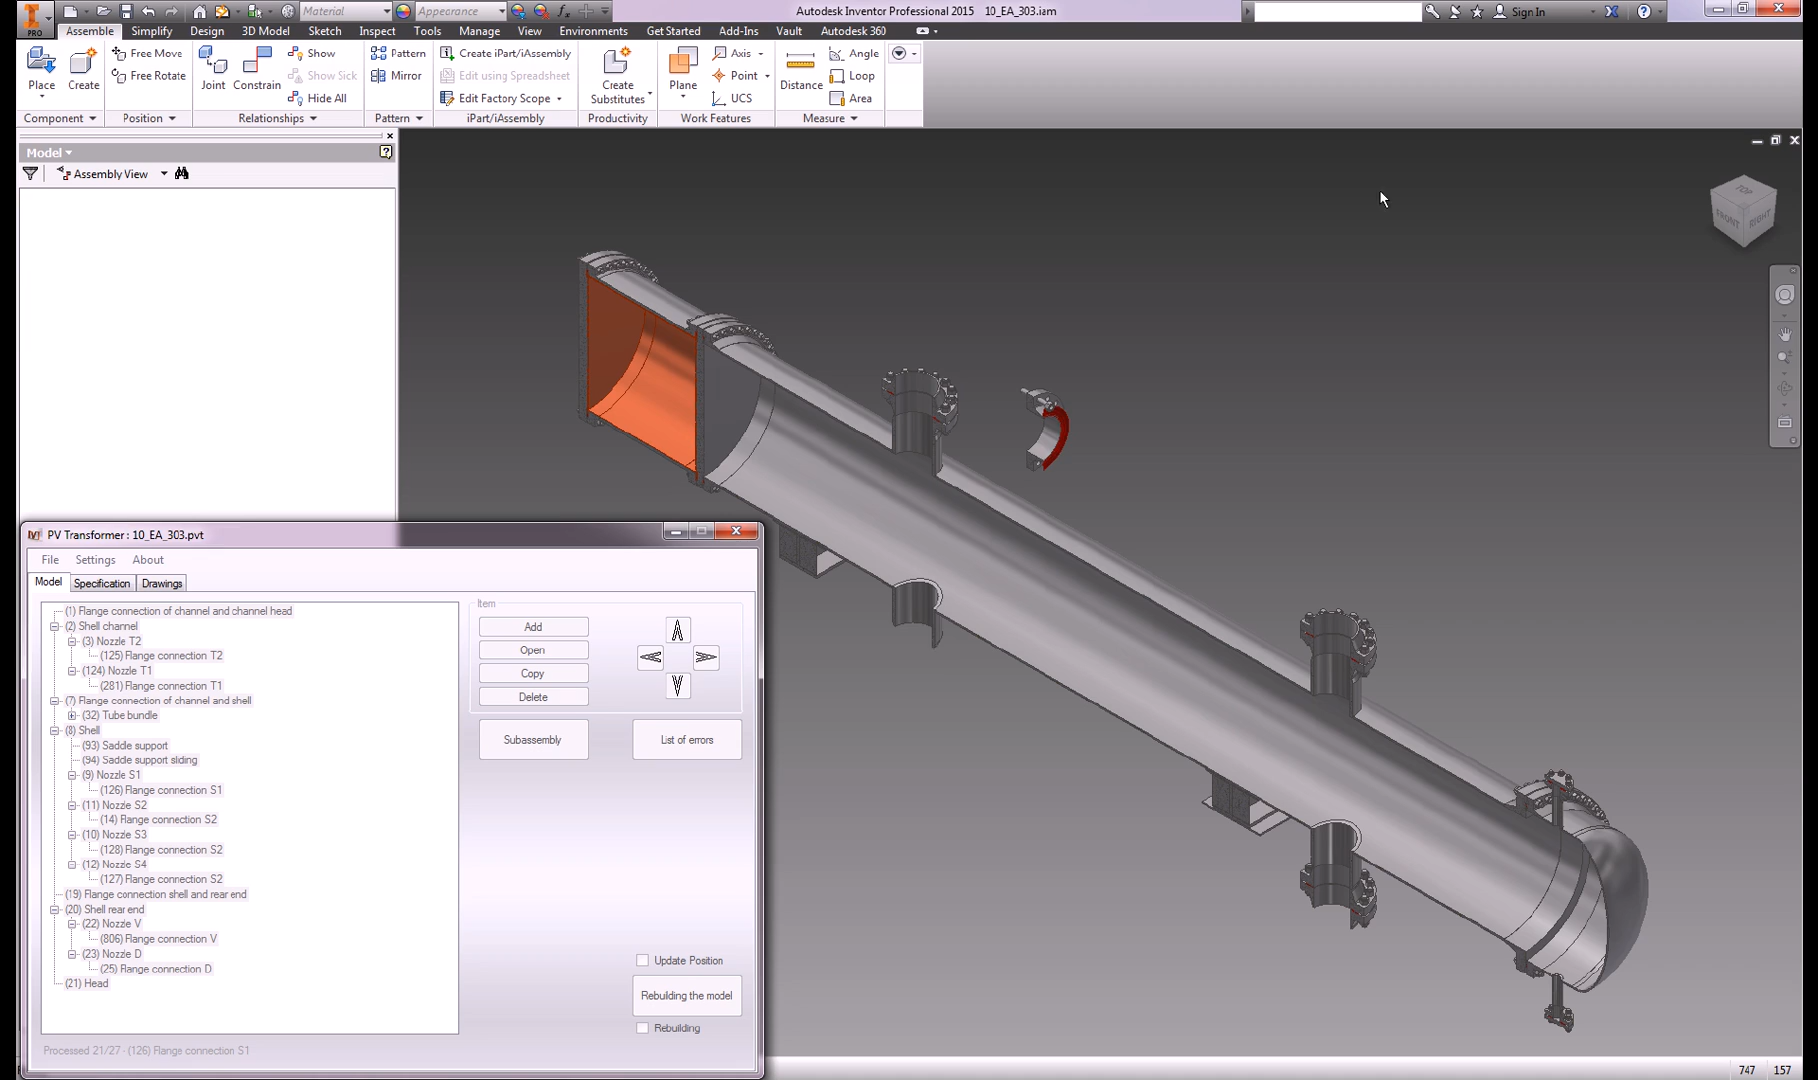 Material
Appearance
Autodesk Inventor Professional 2015 10_EA_303.iam
Sign In
PRO
Assemble Simplify Design 3D Model Sketch Inspect Tools Manage View Environments Get Started Add-Ins Vault Autodesk 360
Place
Create
Free Move
Free Rotate
Joint
Constrain
Show
Show Sick
Hide All
Pattern
Mirror
Create iPart/iAssembly
Edit using Spreadsheet
Edit Factory Scope
Create
Substitutes
Plane
Axis
Point
UCS
Distance
Angle
Loop
Area
Component Position Relationships Pattern iPart/iAssembly Productivity Work Features Measure
Model
Assembly View
TOP
FRONT
RIGHT
PV Transformer : 10_EA_303.pvt
File Settings About
Model Specification Drawings
(1) Flange connection of channel and channel head
(2) Shell channel
(3) Nozzle T2
(125) Flange connection T2
(124) Nozzle T1
(281) Flange connection T1
(7) Flange connection of channel and shell
(32) Tube bundle
(8) Shell
(93) Saddle support
(94) Saddle support sliding
(9) Nozzle S1
(126) Flange connection S1
(11) Nozzle S2
(14) Flange connection S2
(10) Nozzle S3
(128) Flange connection S2
(12) Nozzle S4
(127) Flange connection S2
(19) Flange connection shell and rear end
(20) Shell rear end
(22) Nozzle V
(806) Flange connection V
(23) Nozzle D
(25) Flange connection D
(21) Head
Item
Add
Open
Copy
Delete
Subassembly
List of errors
Update Position
Rebuilding the model
Rebuilding
Processed 21/27 - (126) Flange connection S1
747 157